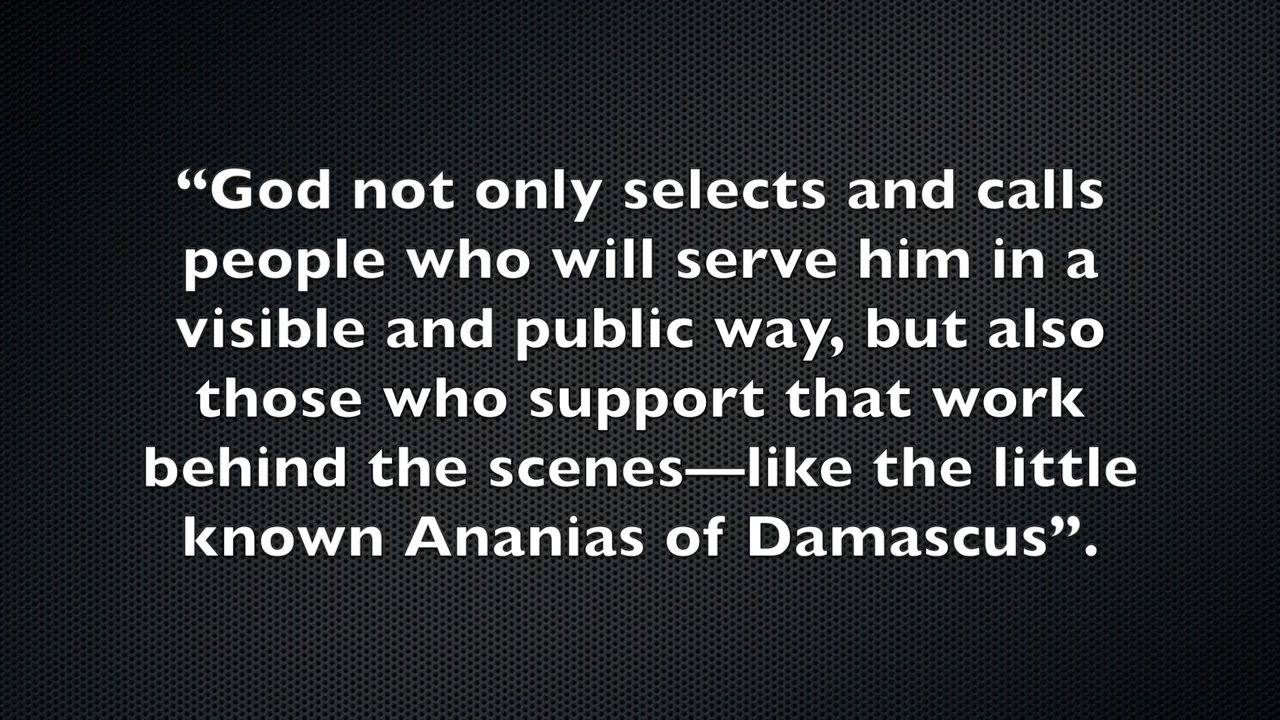 “God not only selects and calls
people who will serve him in a
visible and public way, but also
those who support that work
behind the scenes—like the little
known Ananias of Damascus”.